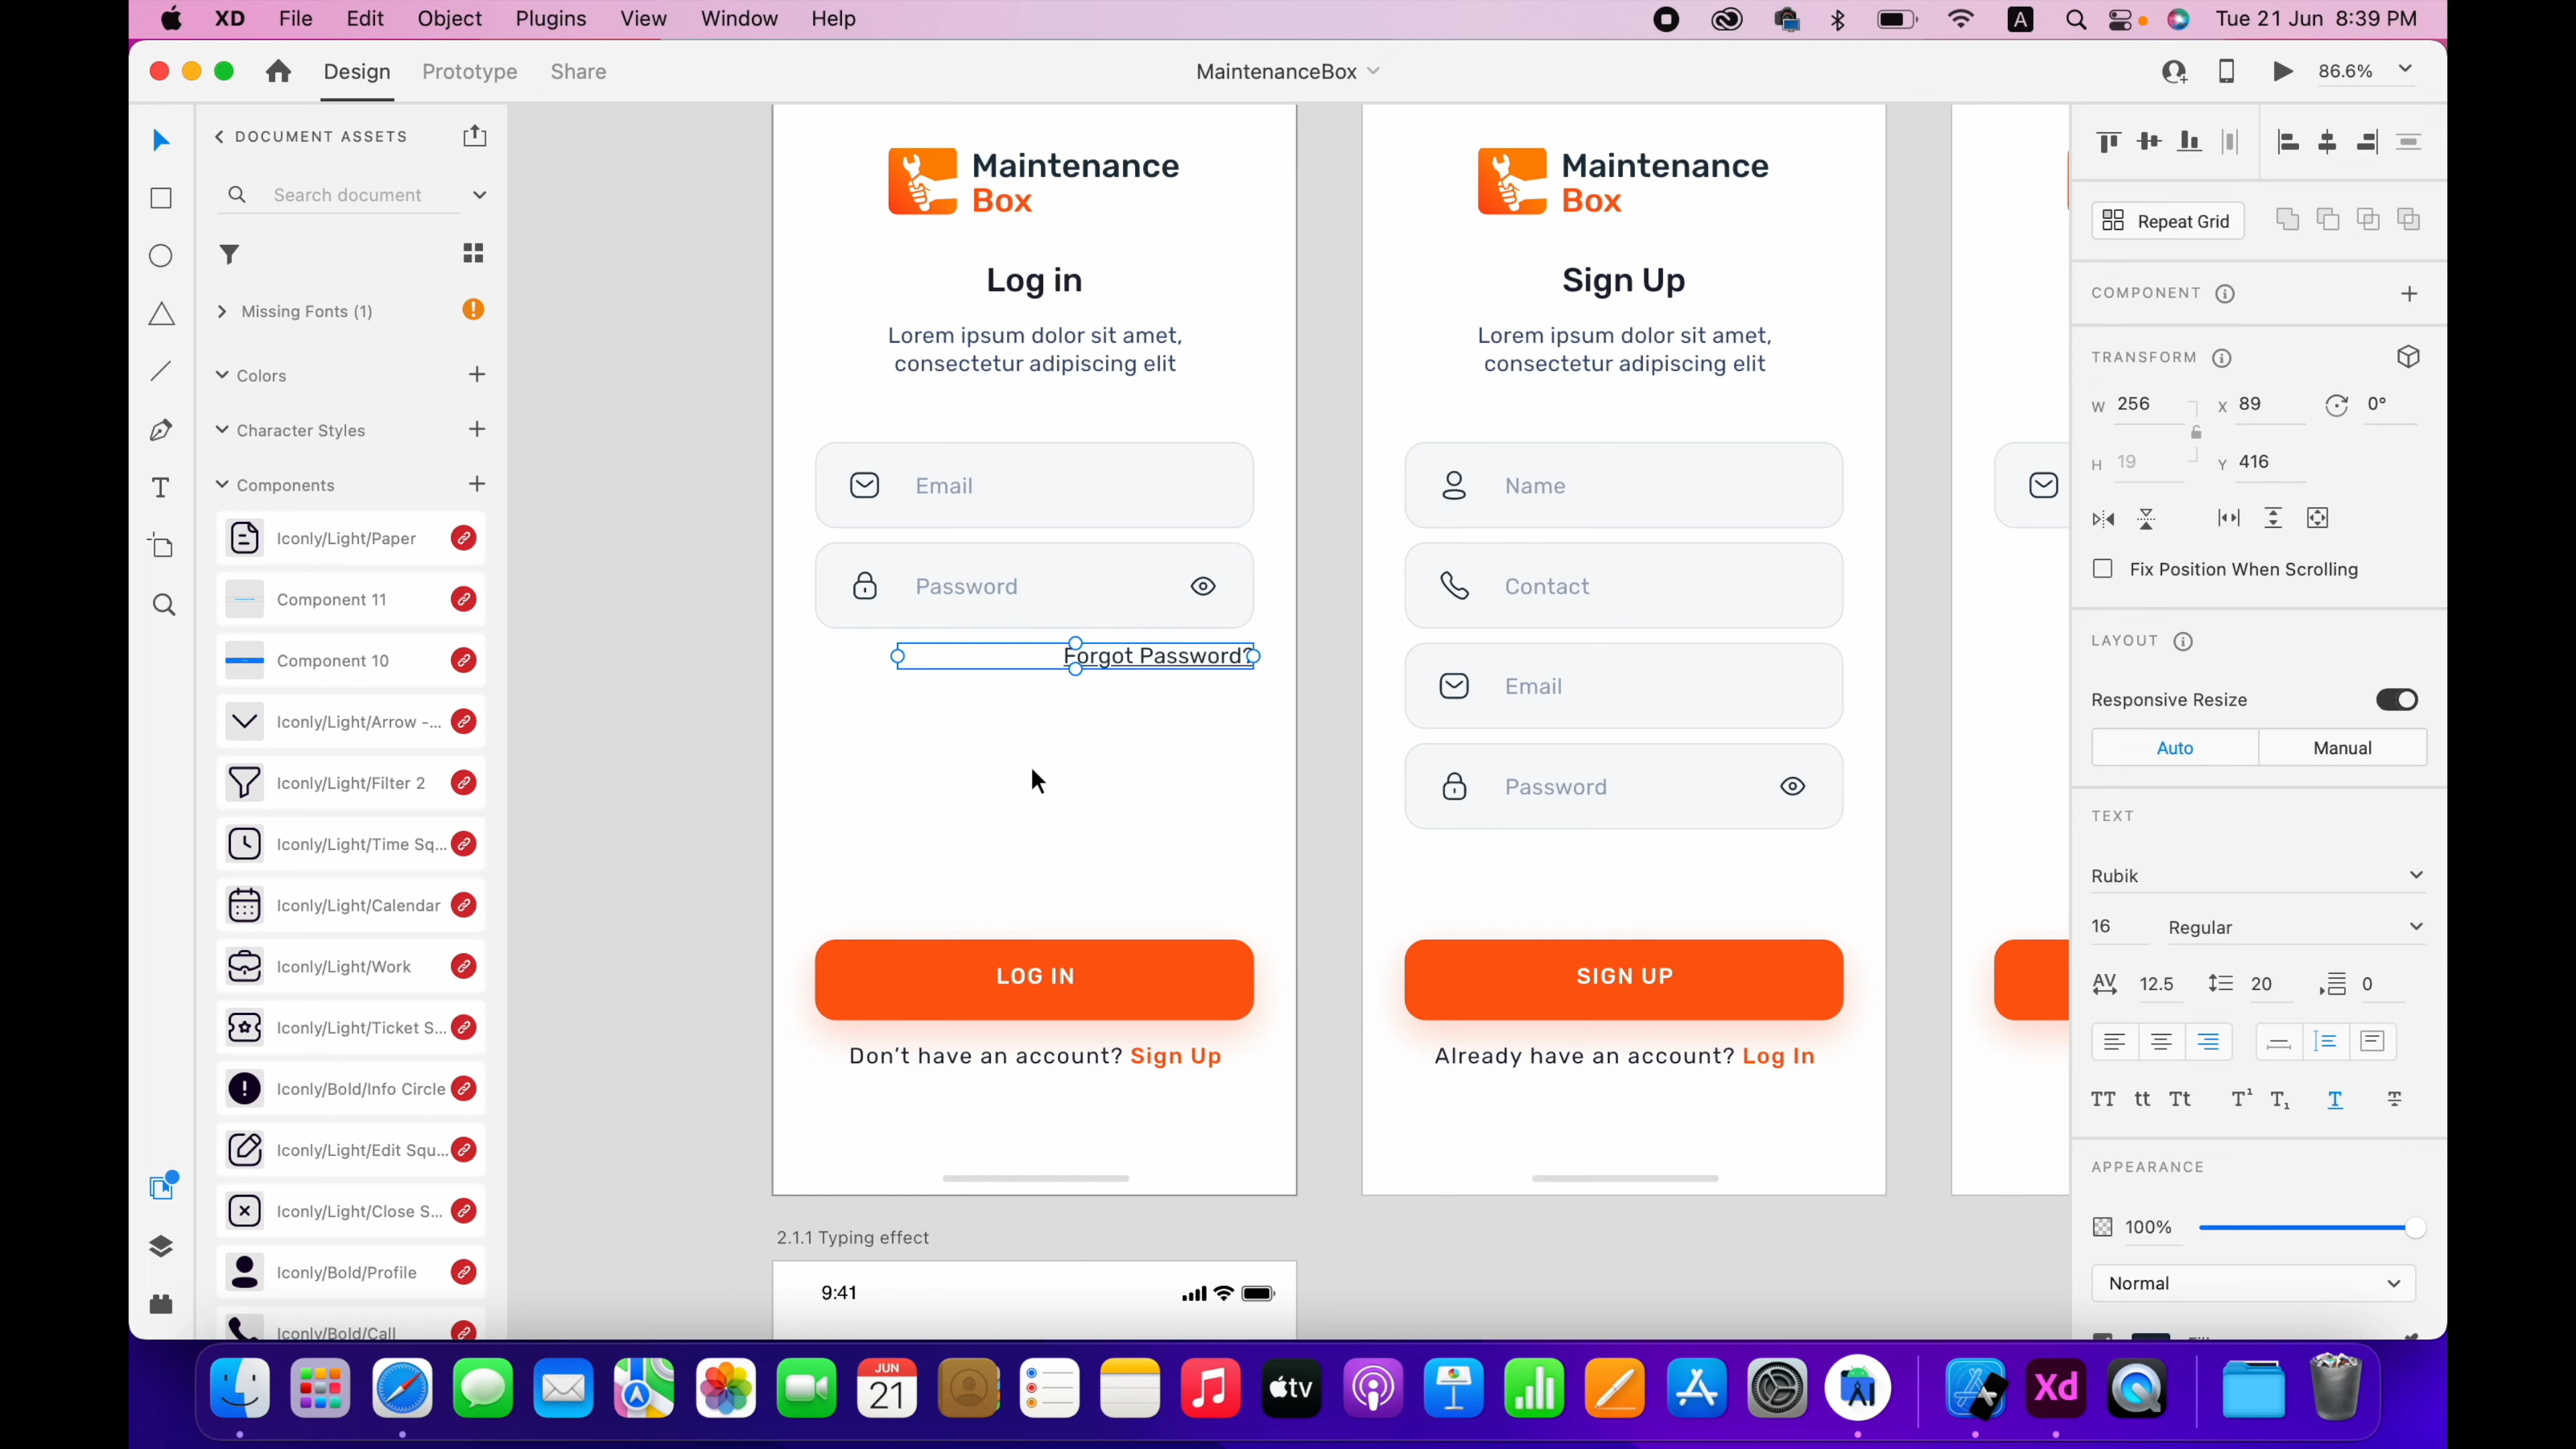 XD File Edit Object Plugins View Window Help
A Tue 21 Jun 8:39 PM
Design Prototype Share
MaintenanceBox
86.6%
DOCUMENT ASSETS
Search document
Missing Fonts (1)
Colors
Character Styles
Components
Iconly/Light/Paper
Component 11
Component 10
Iconly/Light/Arrow -...
Iconly/Light/Filter 2
Iconly/Light/Time Sq...
Iconly/Light/Calendar
Iconly/Light/Work
Iconly/Light/Ticket S...
Iconly/Bold/Info Circle
Iconly/Light/Edit Squ...
Iconly/Light/Close S...
Iconly/Bold/Profile
Iconly/Bold/Call
Maintenance
Box
Log in
Lorem ipsum dolor sit amet,
consectetur adipiscing elit
Email
Password
Forgot Password?
LOG IN
Don't have an account? Sign Up
2.1.1 Typing effect
9:41
Maintenance
Box
Sign Up
Lorem ipsum dolor sit amet,
consectetur adipiscing elit
Name
Contact
Email
Password
SIGN UP
Already have an account? Log In
Repeat Grid
COMPONENT
TRANSFORM
W 256 X 89 0°
H 19 Y 416
Fix Position When Scrolling
LAYOUT
Responsive Resize
Auto Manual
TEXT
Rubik
16 Regular
AV 12.5 20 0
TT tt Tt T1 T1 T T
APPEARANCE
100%
Normal
JUN
21
tv
Xd